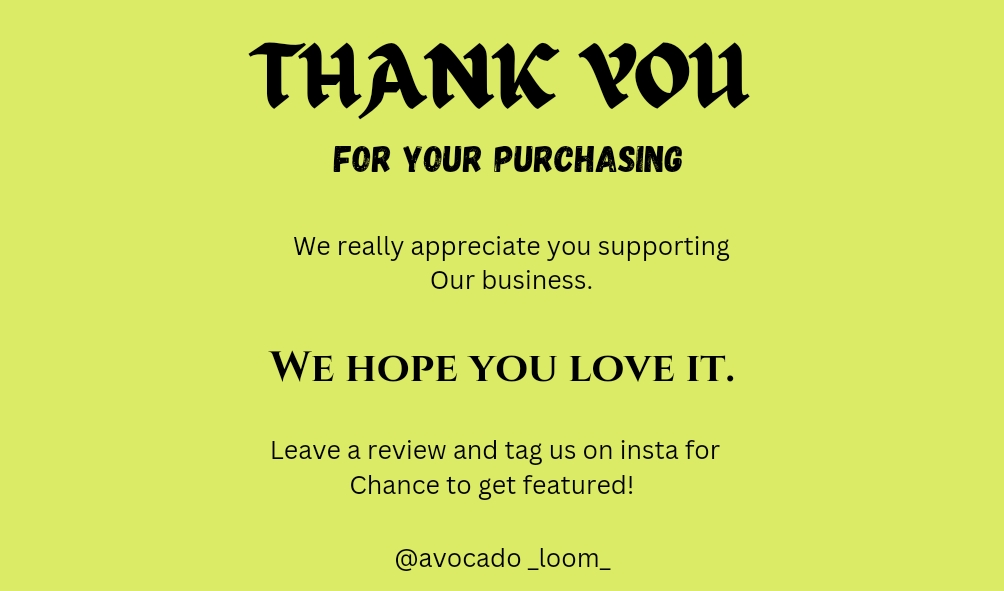 THANK YOU
FOR YOUR PURCHASING
We really appreciate you supporting
Our business.
WE HOPE YOU LOVE IT.
Leave a review and tag us on insta for
Chance to get featured!
@avocado _loom_